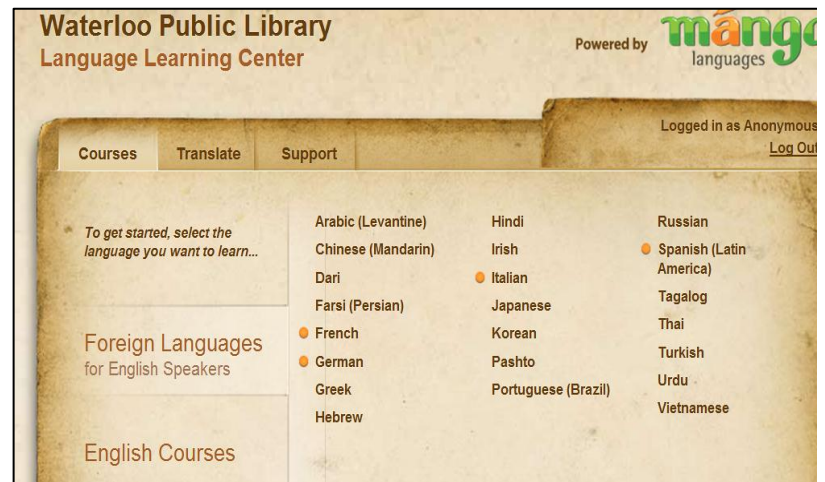 Waterloo Public Library
Language Learning Center
Powered by
mango
languages
Logged in as Anonymous
Log Out
Courses
Translate
Support
To get started, select the
language you want to learn...
Foreign Languages
for English Speakers
English Courses
Arabic (Levantine)
Chinese (Mandarin)
Dari
Farsi (Persian)
French
German
Greek
Hebrew
Hindi
Irish
Italian
Japanese
Korean
Pashto
Portuguese (Brazil)
Russian
Spanish (Latin
America)
Tagalog
Thai
Turkish
Urdu
Vietnamese